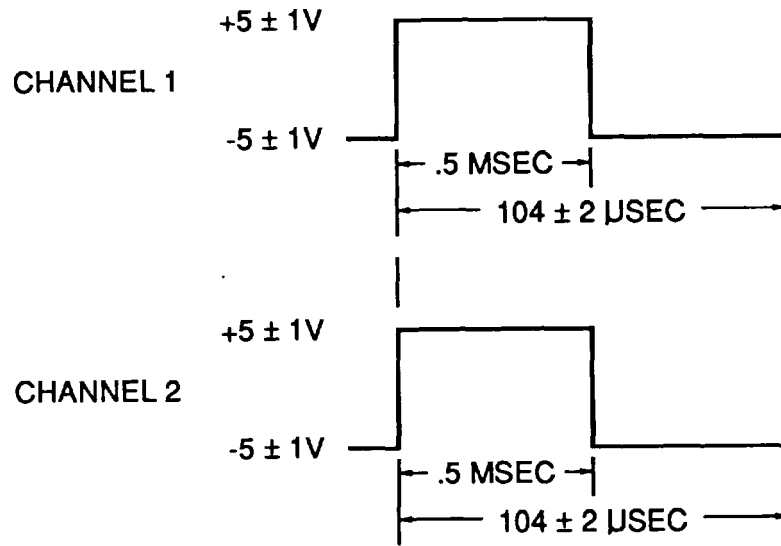 +5 ± 1V
CHANNEL 1
-5 ± 1V
.5 MSEC
104 ± 2 µSEC
+5 ± 1V
CHANNEL 2
-5 ± 1V
.5 MSEC
104 ± 2 µSEC